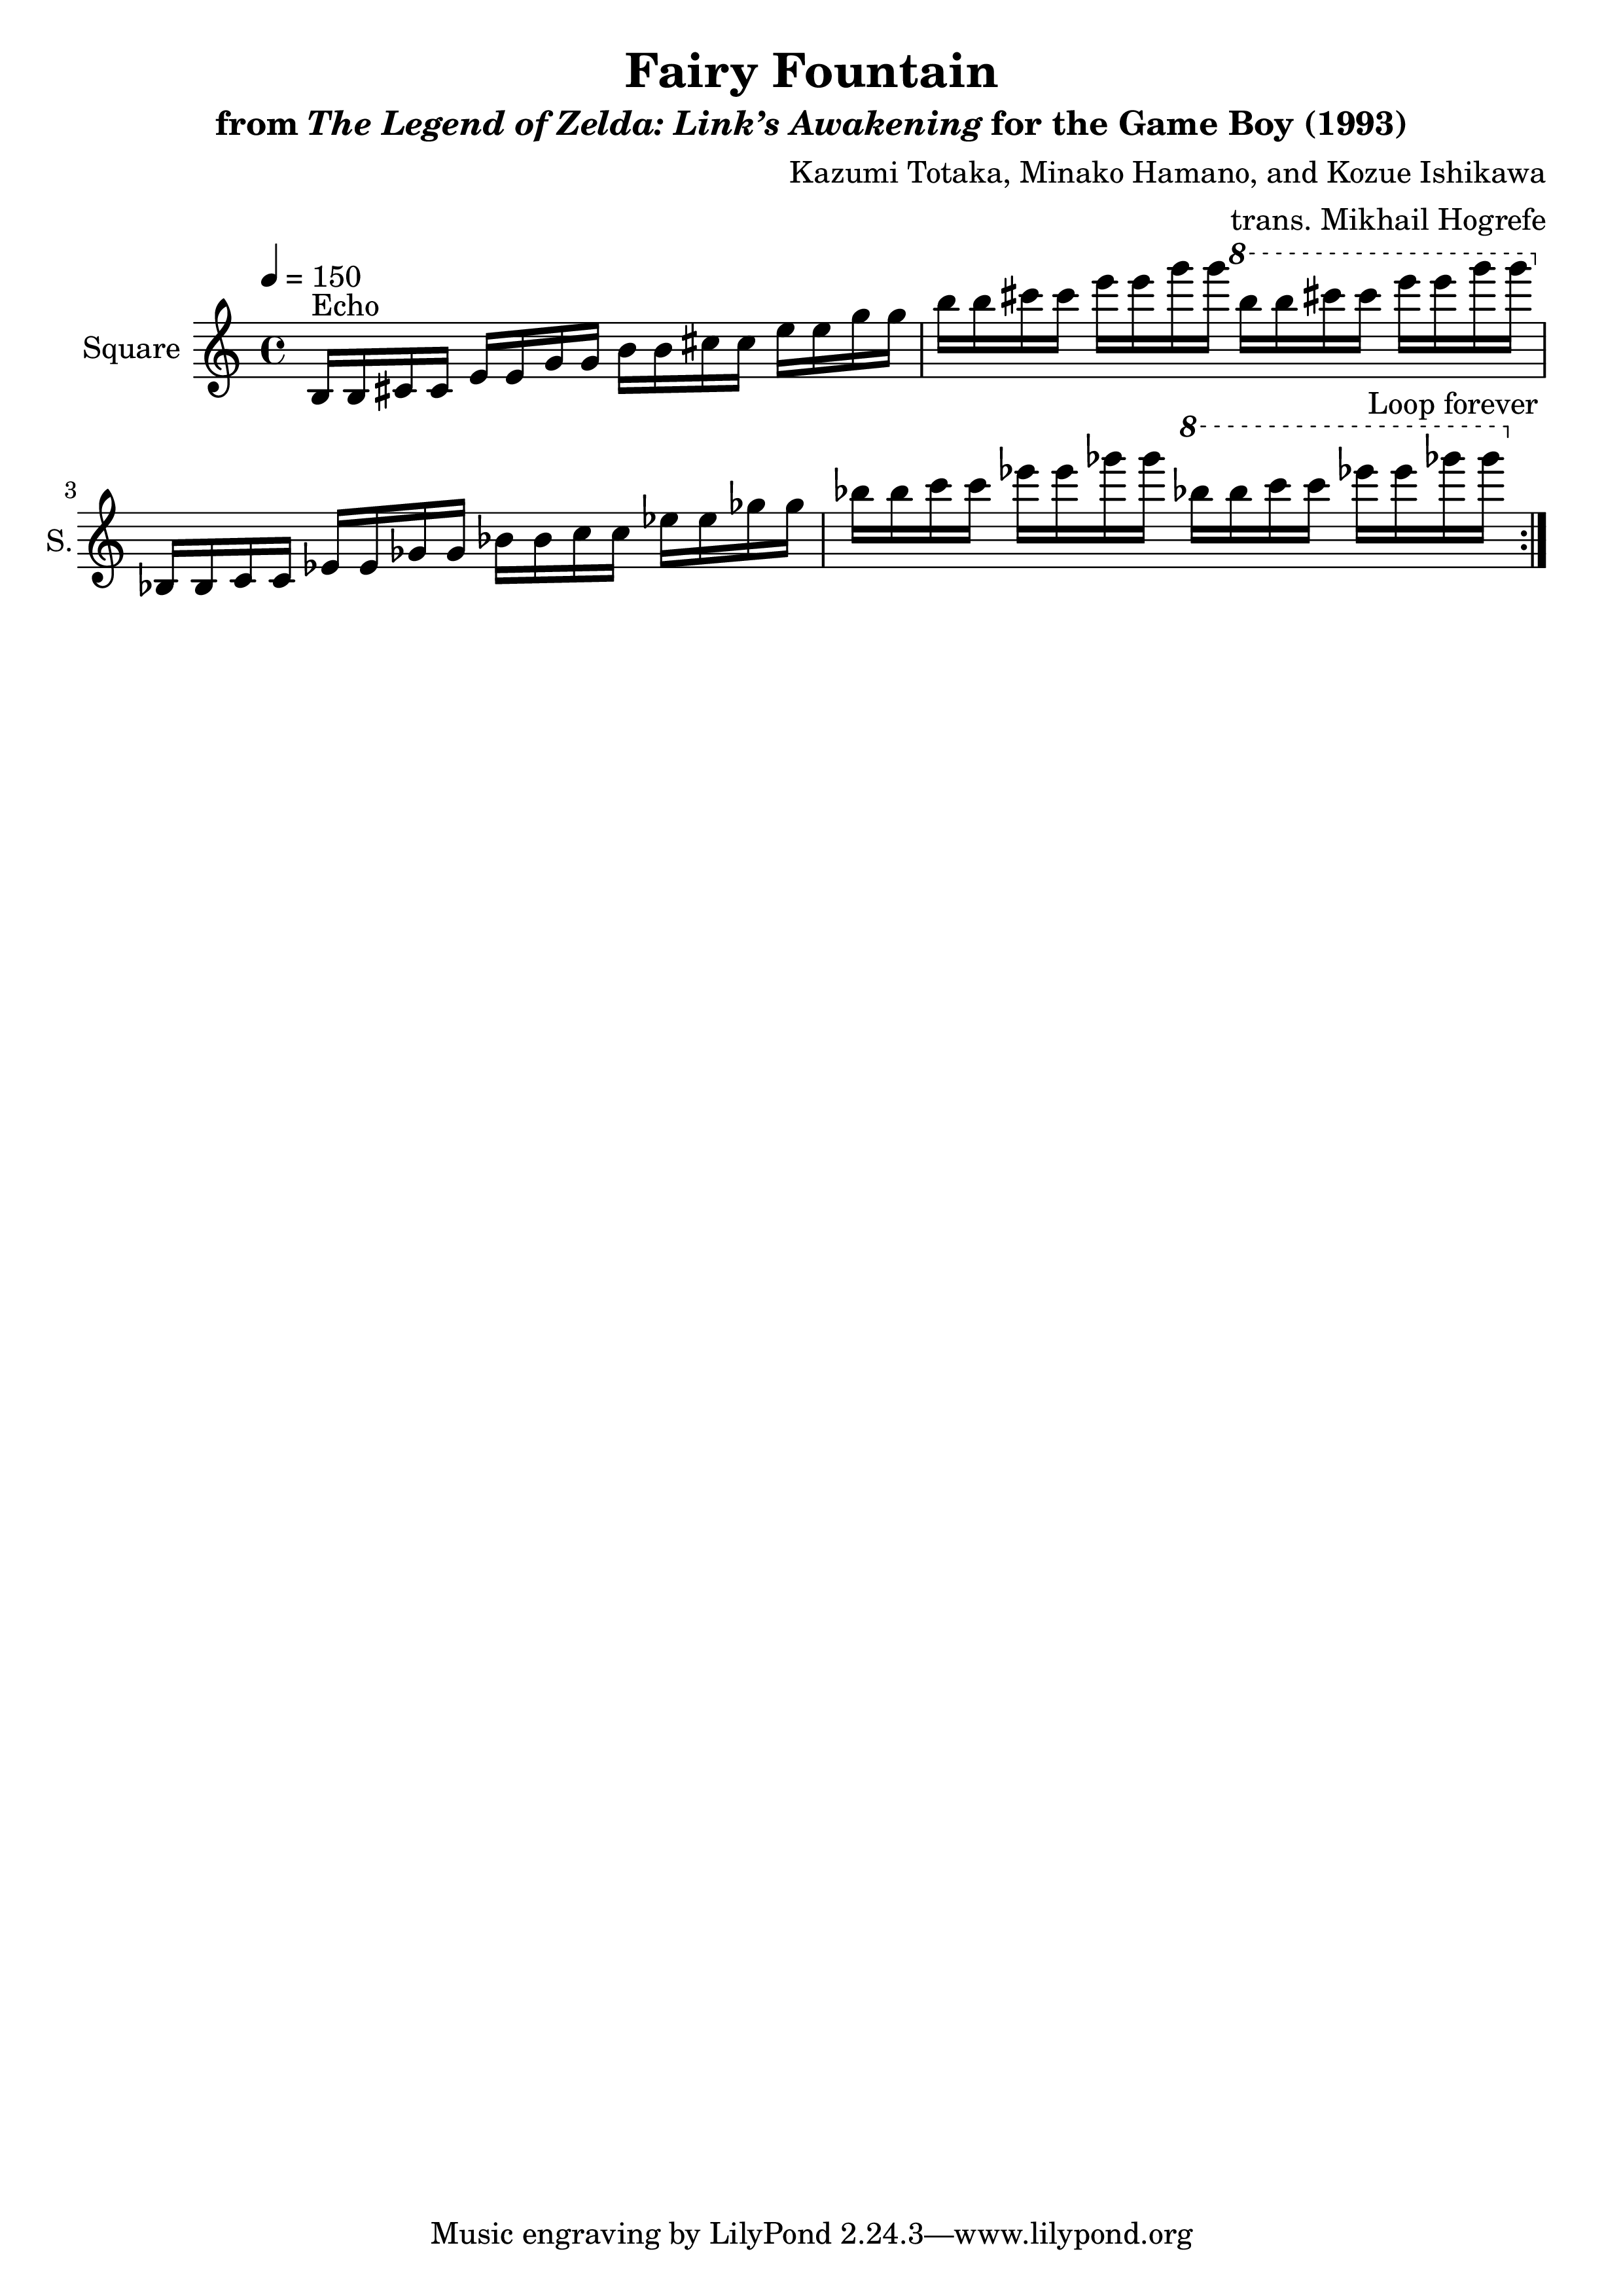 Fairy Fountain
from The Legend of Zelda: Link’s Awakening for the Game Boy (1993)
Kazumi Totaka, Minako Hamano, and Kozue Ishikawa
trans. Mikhail Hogrefe
= 150
Echo
8
Square
Loop forever
8
3
S.
Music engraving by LilyPond 2.24.3—www.lilypond.org